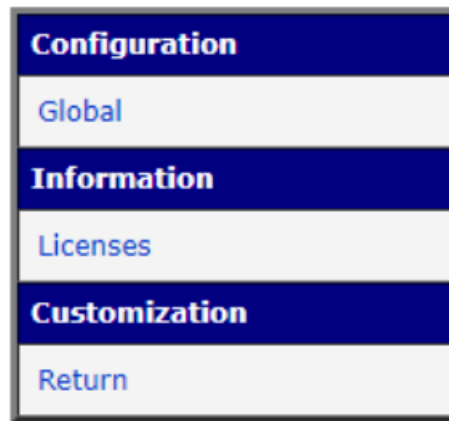 Configuration
Global
Information
Licenses
Customization
Return